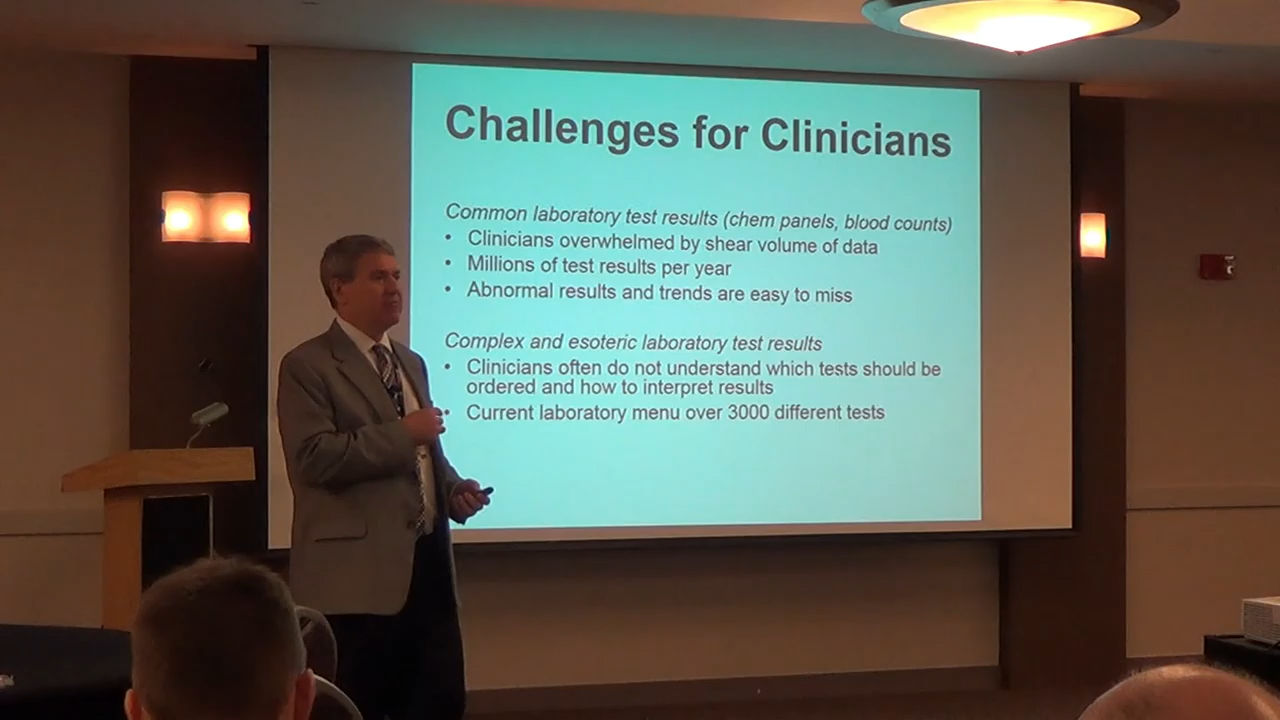 Challenges for Clinicians
Common laboratory test results (chem panels, blood counts)
• Clinicians overwhelmed by shear volume of data
• Millions of test results per year
• Abnormal results and trends are easy to miss
Complex and esoteric laboratory test results
• Clinicians often do not understand which tests should be
ordered and how to interpret results
• Current laboratory menu over 3000 different tests